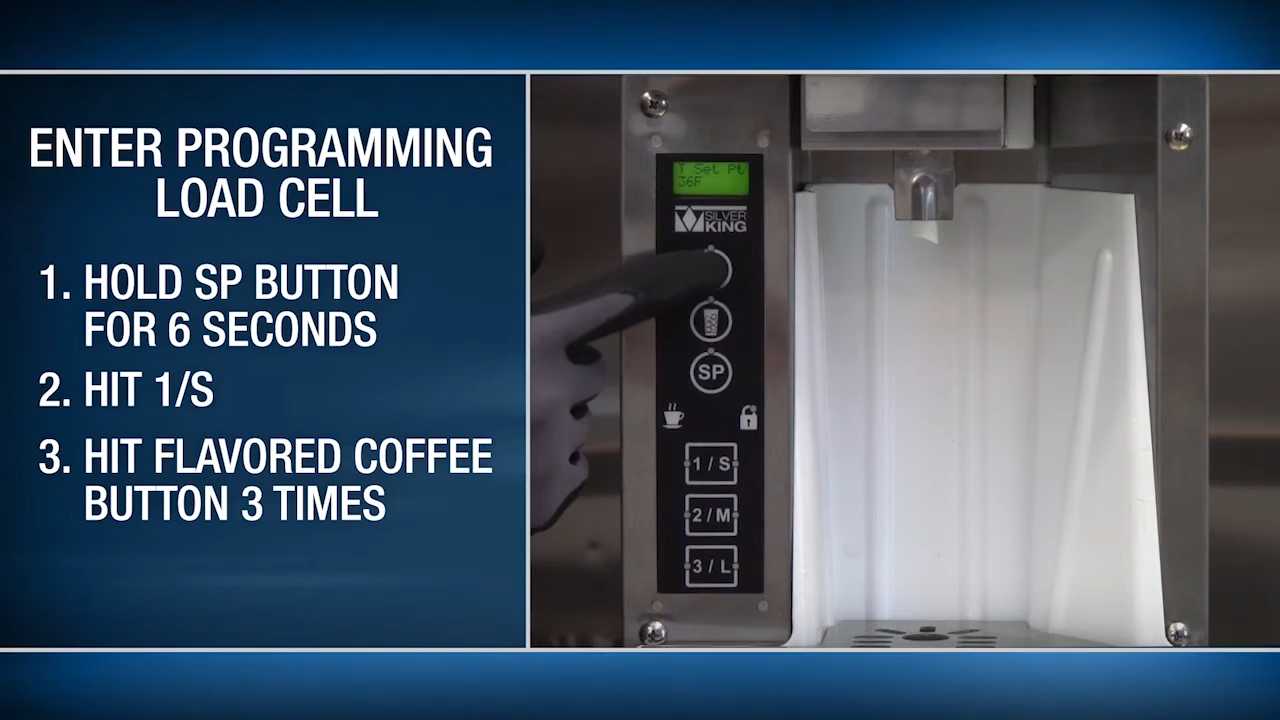 ENTER PROGRAMMING
LOAD CELL
1. HOLD SP BUTTON
FOR 6 SECONDS
2. HIT 1/S
3. HIT FLAVORED COFFEE
BUTTON 3 TIMES
T Set Pt
36F
SILVER
KING
SP
1 / S
2 / M
3 / L